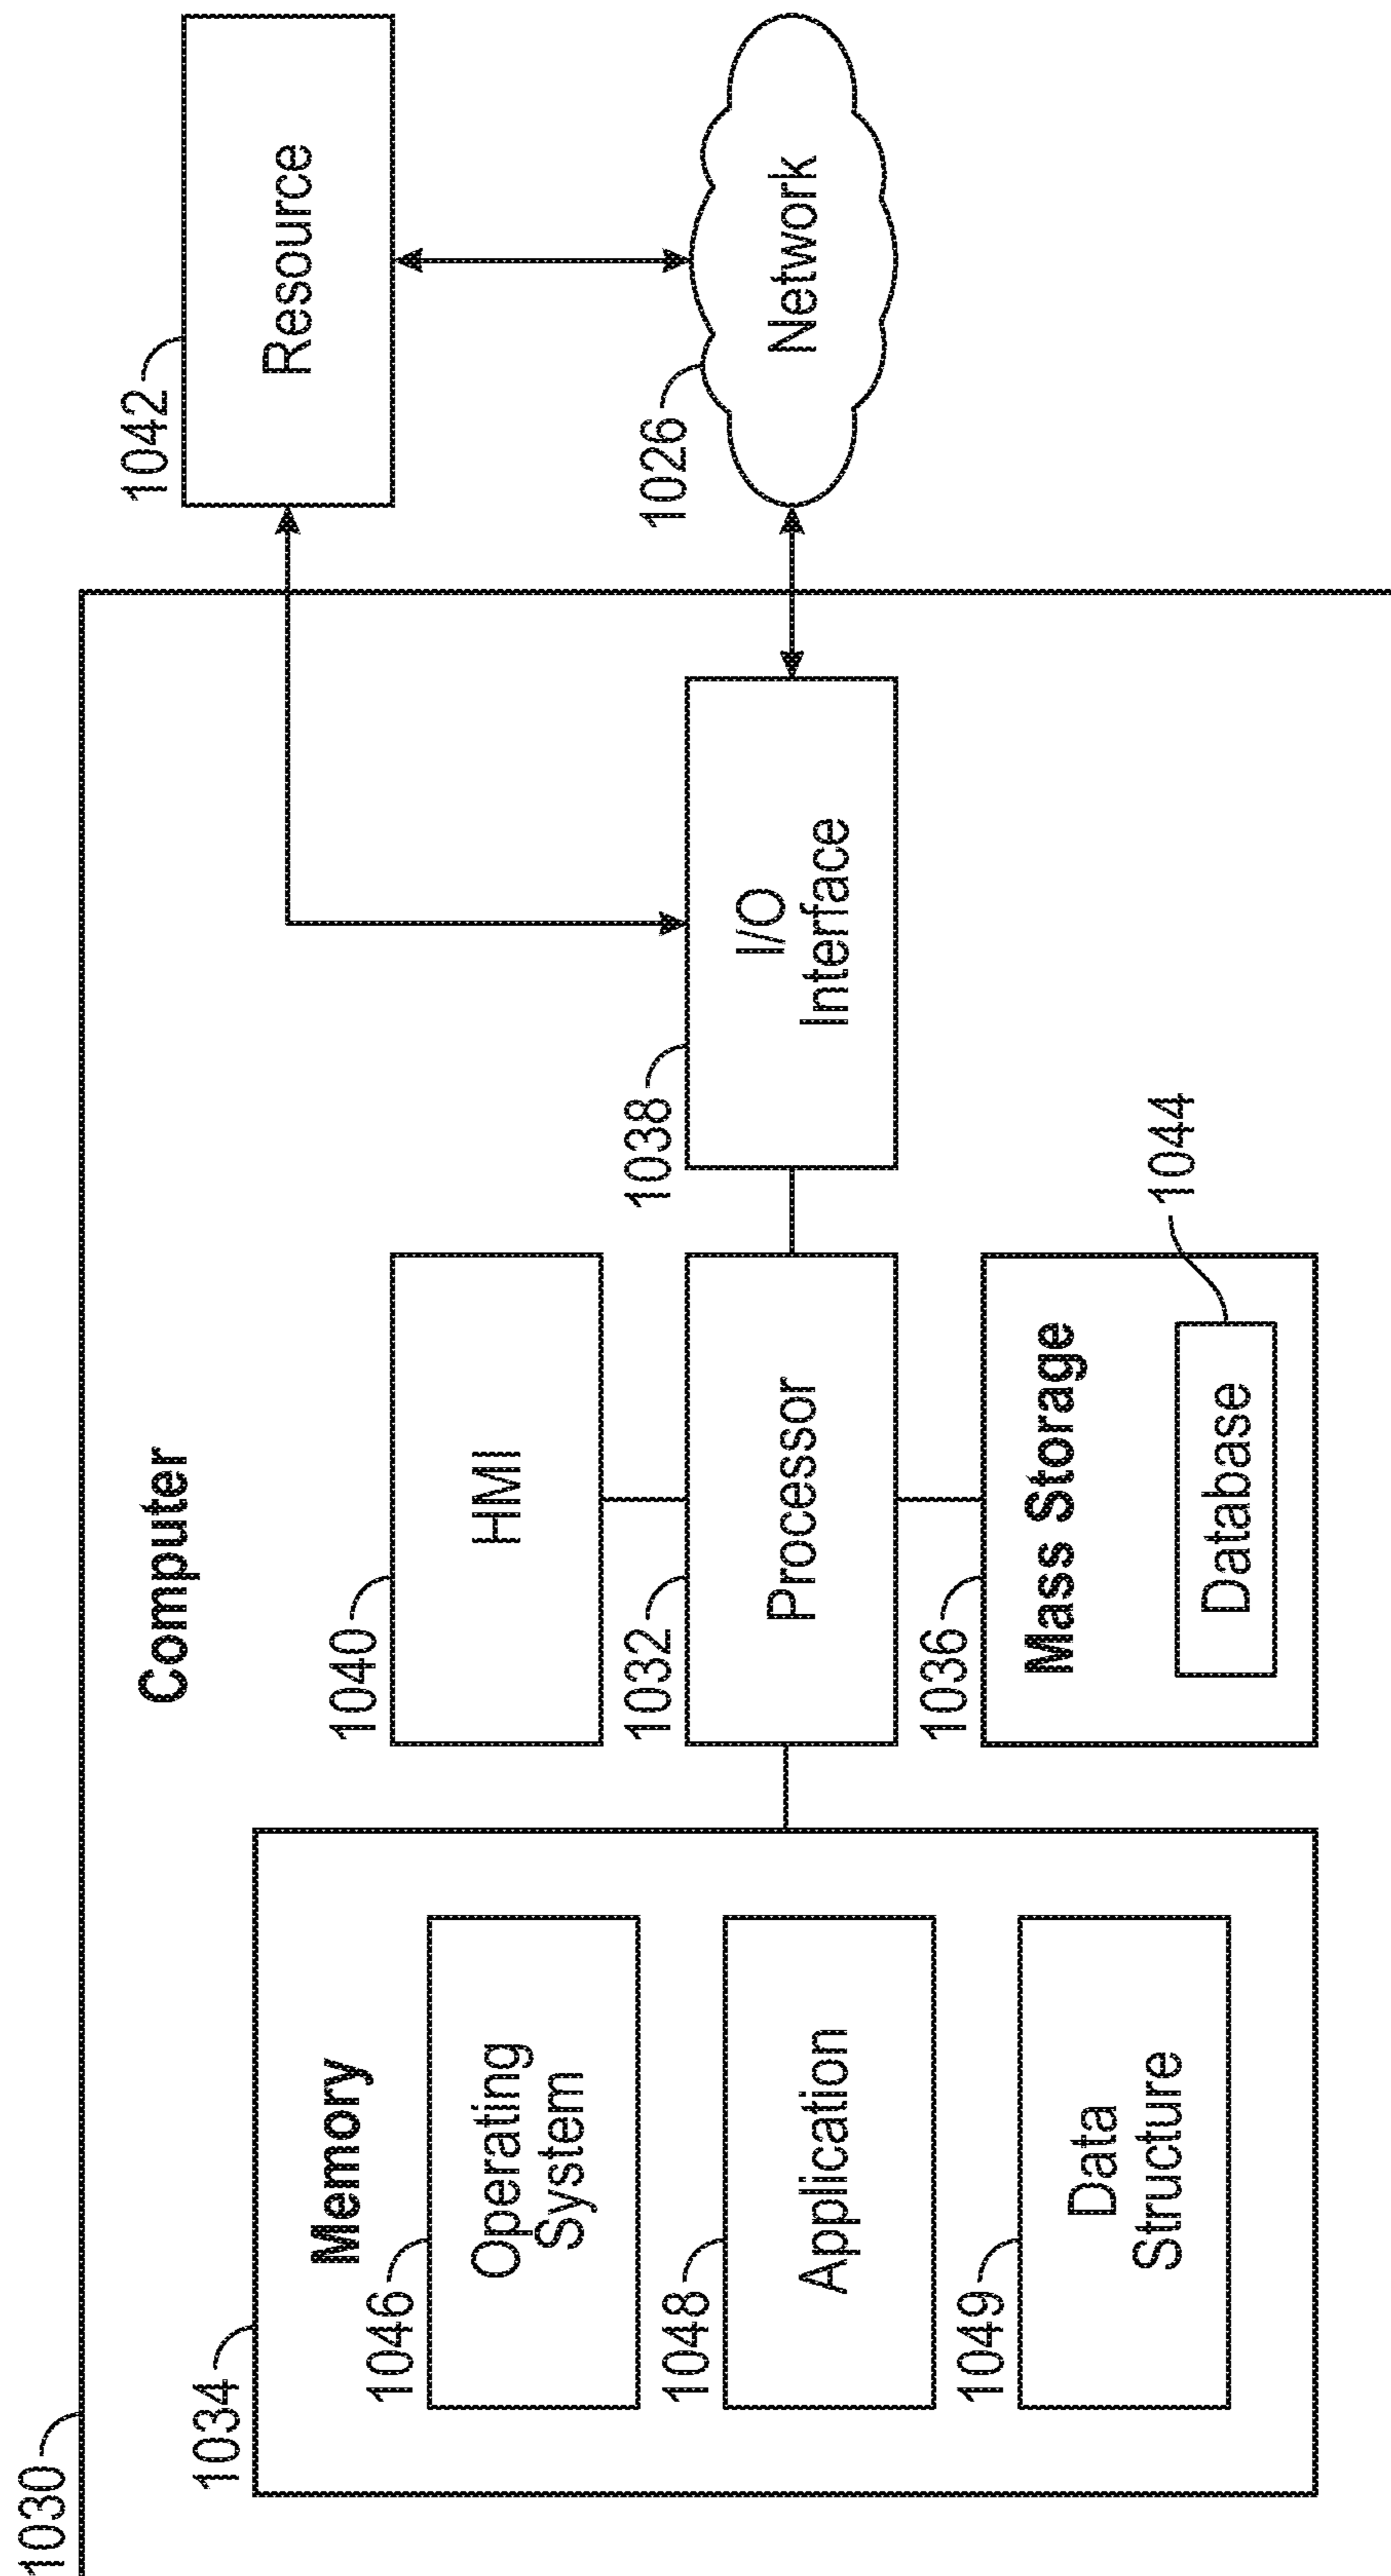 1030
Computer
1034
Memory
1046
Operating
System
1048
Application
1049
Data
Structure
1040
HMI
1032
Processor
1036
Mass Storage
Database
1044
1038
I/O
Interface
1042
Resource
1026
Network